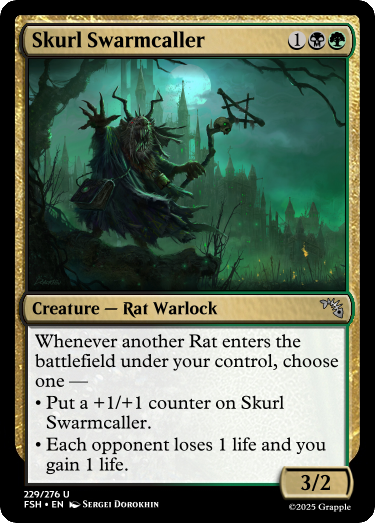 Skurl Swarmcaller 1
Creature — Rat Warlock
Whenever another Rat enters the
battlefield under your control, choose
one —
• Put a +1/+1 counter on Skurl
Swarmcaller.
• Each opponent loses 1 life and you
gain 1 life.
3/2
229/276 U
FSH • EN Sergei Dorokhin
©2025 Grapple